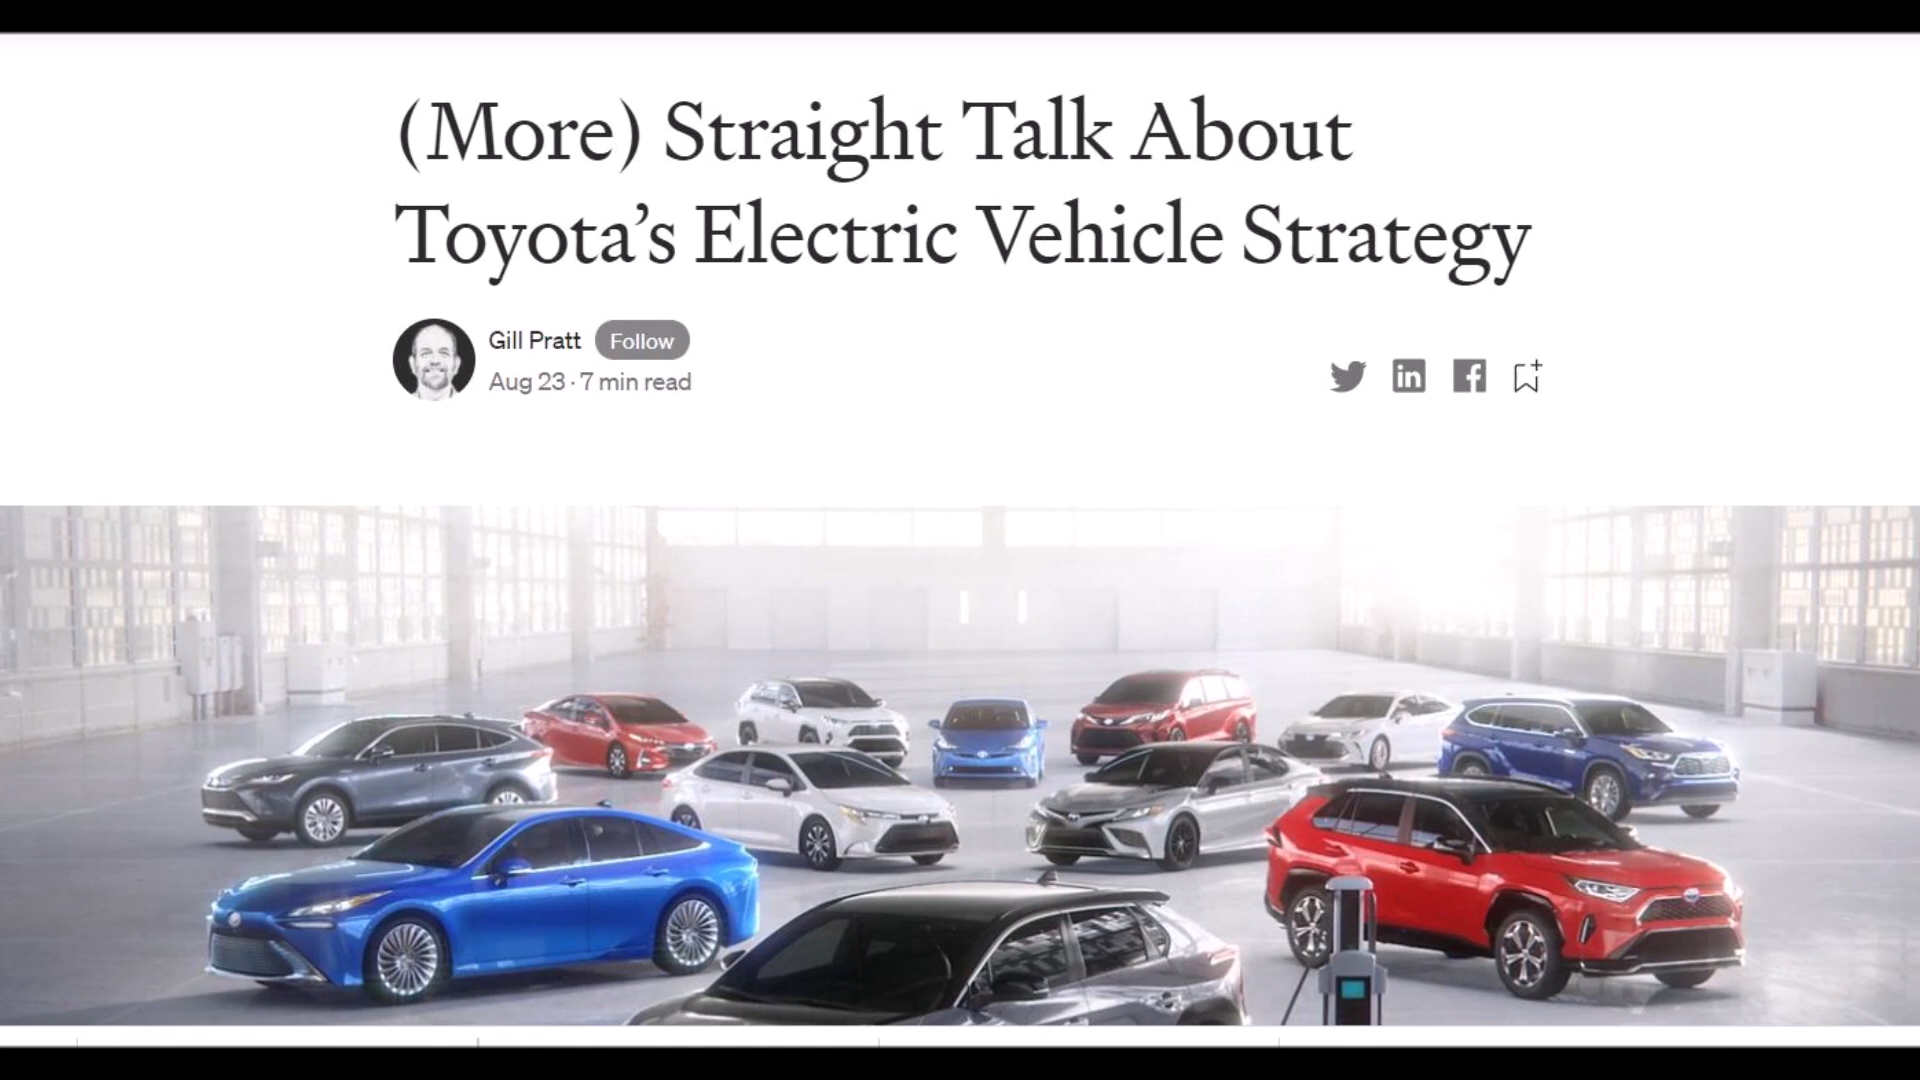 (More) Straight Talk About
Toyota’s Electric Vehicle Strategy
Gill Pratt Follow
Aug 23 · 7 min read